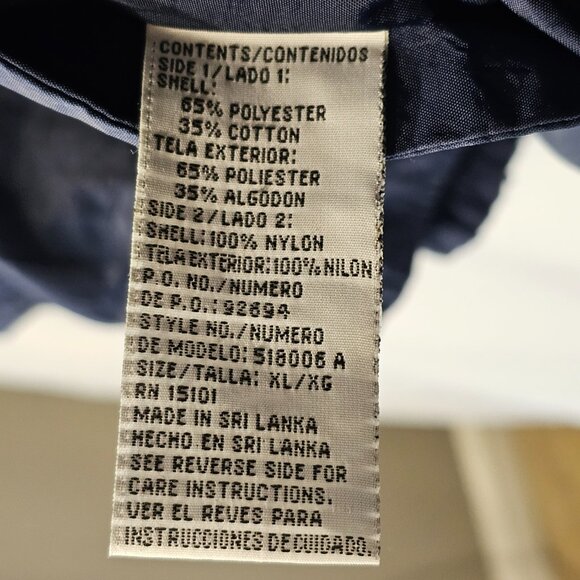 CONTENTS/CONTENIDOS
SIDE 1/LADO 1:
SHELL:
65% POLYESTER
35% COTTON
TELA EXTERIOR:
65% POLIESTER
35% ALGODON
SIDE 2/LADO 2:
SHELL:100% NYLON
TELA EXTERIOR:100% NILON
P.O. NO./NUMERO
DE P.O.:92694
STYLE NO./NUMERO
DE MODELO: 518006 A
SIZE/TALLA: XL/XG
RN 15101
MADE IN SRI LANKA
HECHO EN SRI LANKA
SEE REVERSE SIDE FOR
CARE INSTRUCTIONS.
VER EL REVES PARA
INSTRUCCIONES DE CUIDADO.